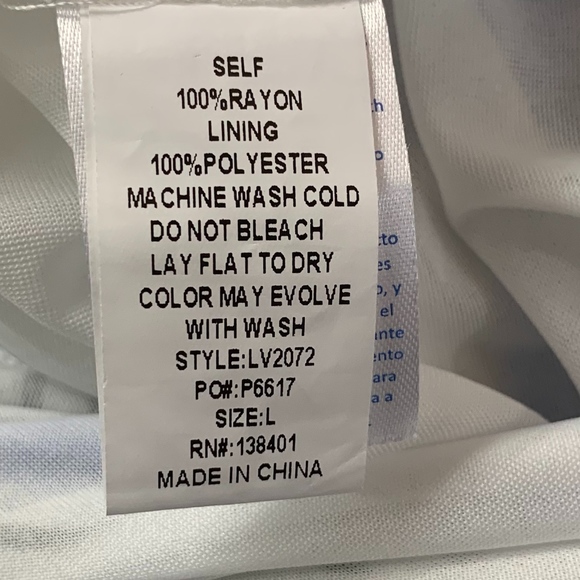 SELF
100%RAYON
LINING
100%POLYESTER
MACHINE WASH COLD
DO NOT BLEACH
LAY FLAT TO DRY
COLOR MAY EVOLVE
WITH WASH
STYLE:LV2072
PO#:P6617
SIZE:L
RN#:138401
MADE IN CHINA